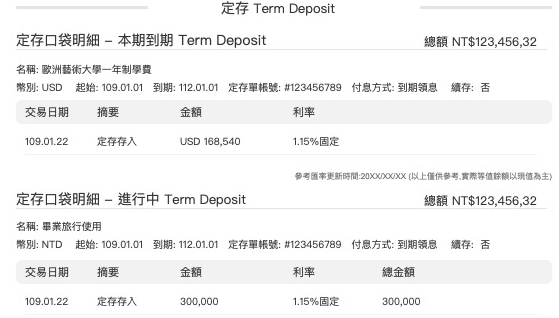 定存 Term Deposit
定存口袋明細 – 本期到期 Term Deposit 總額 NT$123,456,32
名稱: 歐洲藝術大學一年制學費
幣別: USD 起始: 109.01.01 到期: 112.01.01 定存單帳號: #123456789 付息方式: 到期領息 續存: 否
交易日期 摘要 金額 利率
109.01.22 定存存入 USD 168,540 1.15%固定
參考匯率更新時間:20XX/XX/XX (以上僅供參考,實際等值餘額以現值為主)
定存口袋明細 – 進行中 Term Deposit 總額 NT$123,456,32
名稱: 畢業旅行使用
幣別: NTD 起始: 109.01.01 到期: 112.01.01 定存單帳號: #123456789 付息方式: 到期領息 續存: 否
交易日期 摘要 金額 利率 總金額
109.01.22 定存存入 300,000 1.15%固定 300,000